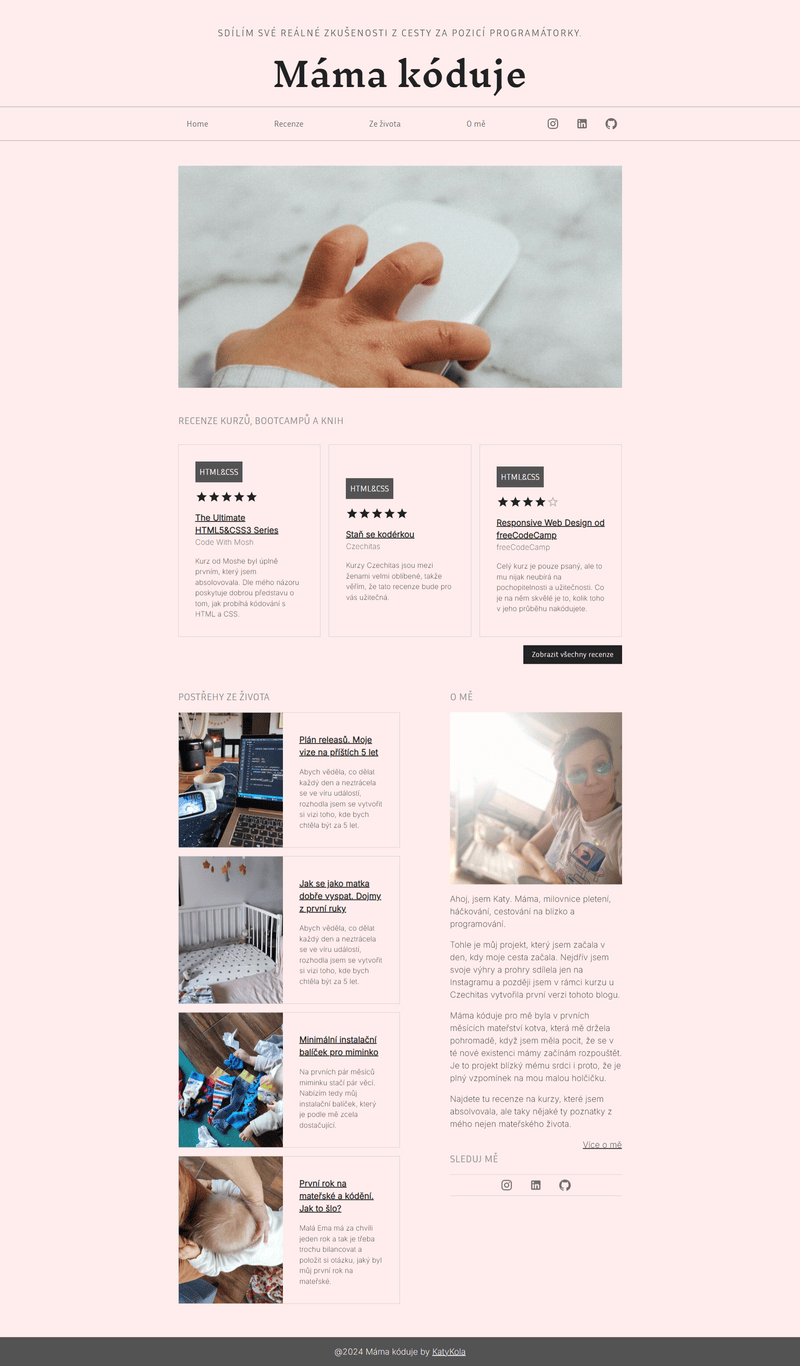 SDÍLÍM SVÉ REÁLNÉ ZKUŠENOSTI Z CESTY ZA POZICÍ PROGRAMÁTORKY.
Máma kóduje
Home Recenze Ze života O mě
RECENZE KURZŮ, BOOTCAMPŮ A KNIH
HTML&CSS
The Ultimate
HTML5&CSS3 Series
Code With Mosh
Kurz od Moshe byl úplně
prvním, který jsem
absolvovala. Dle mého názoru
poskytuje dobrou představu o
tom, jak probíhá kódování s
HTML a CSS.
HTML&CSS
Staň se kodérkou
Czechitas
Kurzy Czechitas jsou mezi
ženami velmi oblíbené, takže
věřím, že tato recenze bude pro
vás užitečná.
HTML&CSS
Responsive Web Design od
freeCodeCamp
freeCodeCamp
Celý kurz je pouze psaný, ale to
mu nijak neubírá na
pochopitelnosti a užitečnosti. Co
je na něm skvělé je to, kolik toho
v jeho průběhu nakódujete.
Zobrazit všechny recenze
POSTŘEHY ZE ŽIVOTA
Plán releasů. Moje
vize na příštích 5 let
Abych věděla, co dělat
každý den a neztrácela
se ve víru událostí,
rozhodla jsem se vytvořit
si vizi toho, kde bych
chtěla být za 5 let.
Jak se jako matka
dobře vyspat. Dojmy
z první ruky
Abych věděla, co dělat
každý den a neztrácela
se ve víru událostí,
rozhodla jsem se vytvořit
si vizi toho, kde bych
chtěla být za 5 let.
Minimální instalační
balíček pro miminko
Na prvních pár měsíců
miminku stačí pár věcí.
Nabízím tedy můj
instalační balíček, který
je podle mě zcela
dostačující.
První rok na
mateřské a kódění.
Jak to šlo?
Malá Ema má za chvíli
jeden rok a tak je třeba
trochu bilancovat a
položit si otázku, jaký byl
můj první rok na
mateřské.
O MĚ
Ahoj, jsem Katy. Máma, milovnice pletení,
háčkování, cestování na blízko a
programování.
Tohle je můj projekt, který jsem začala v
den, kdy moje cesta začala. Nejdřív jsem
svoje výhry a prohry sdílela jen na
Instagramu a později jsem v rámci kurzu u
Czechitas vytvořila první verzi tohoto blogu.
Máma kóduje pro mě byla v prvních
měsících mateřství kotva, která mě držela
pohromadě, když jsem měla pocit, že se v
té nové existenci mámy začínám rozpouštět.
Je to projekt blízký mému srdci i proto, že je
plný vzpomínek na mou malou holčičku.
Najdete tu recenze na kurzy, které jsem
absolvovala, ale taky nějaké ty poznatky z
mého nejen mateřského života.
Více o mě
SLEDUJ MĚ
@2024 Máma kóduje by KatyKola